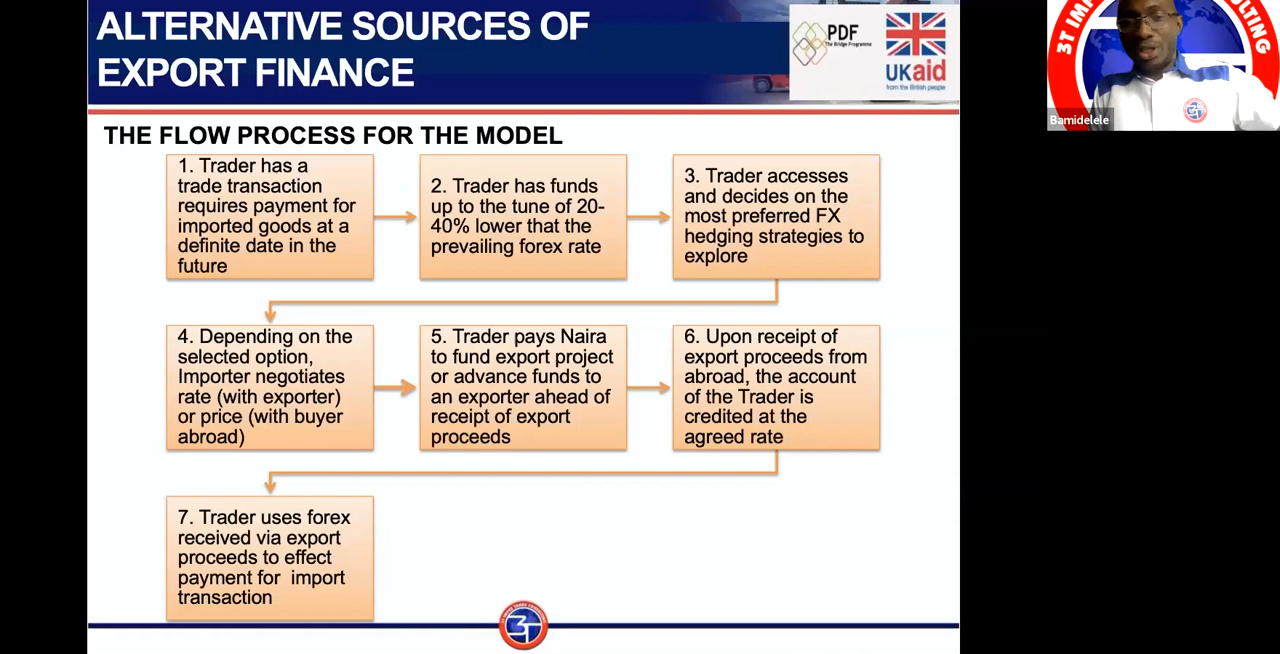 ALTERNATIVE SOURCES OF
EXPORT FINANCE
PDF
The Bridge Programme
UKaid
from the British people
3T IMP
ULTING
Bamidelele
THE FLOW PROCESS FOR THE MODEL
1. Trader has a
trade transaction
requires payment for
imported goods at a
definite date in the
future
2. Trader has funds
up to the tune of 20-
40% lower that the
prevailing forex rate
3. Trader accesses
and decides on the
most preferred FX
hedging strategies to
explore
4. Depending on the
selected option,
Importer negotiates
rate (with exporter)
or price (with buyer
abroad)
5. Trader pays Naira
to fund export project
or advance funds to
an exporter ahead of
receipt of export
proceeds
6. Upon receipt of
export proceeds from
abroad, the account
of the Trader is
credited at the
agreed rate
7. Trader uses forex
received via export
proceeds to effect
payment for import
transaction
3T